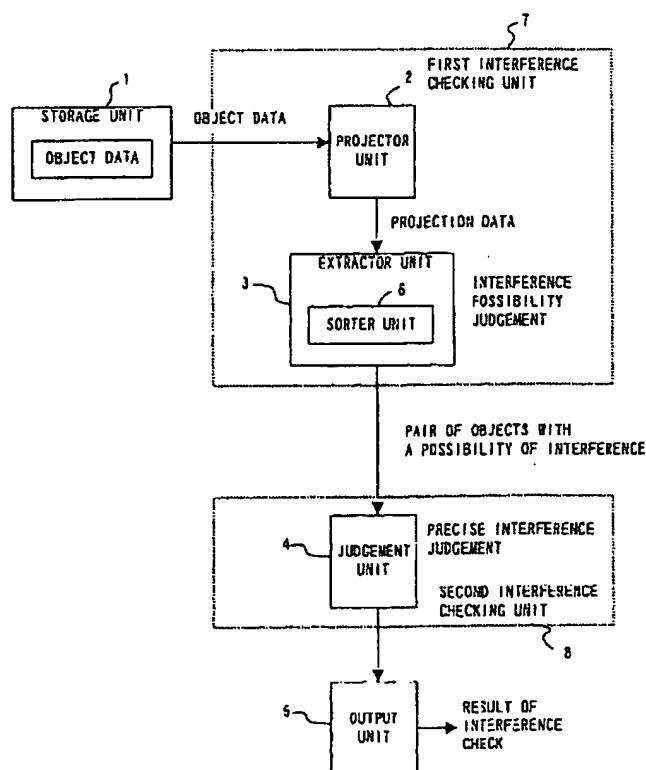 7
FIRST INTERFERENCE
CHECKING UNIT
1
2
STORAGE UNIT
OBJECT DATA
OBJECT DATA
PROJECTOR
UNIT
PROJECTION DATA
EXTRACTOR UNIT
3
6
SORTER UNIT
INTERFERENCE
FOSSIBILITY
JUDGEMENT
PAIR OF OBJECTS WITH
A POSSIBILITY OF INTERFERENCE
4
JUDGEMENT
UNIT
PRECISE INTERFERENCE
JUDGEMENT
SECOND INTERFERENCE
CHECKING UNIT
8
5
OUTPUT
UNIT
RESULT OF
INTERFERENCE
CHECK